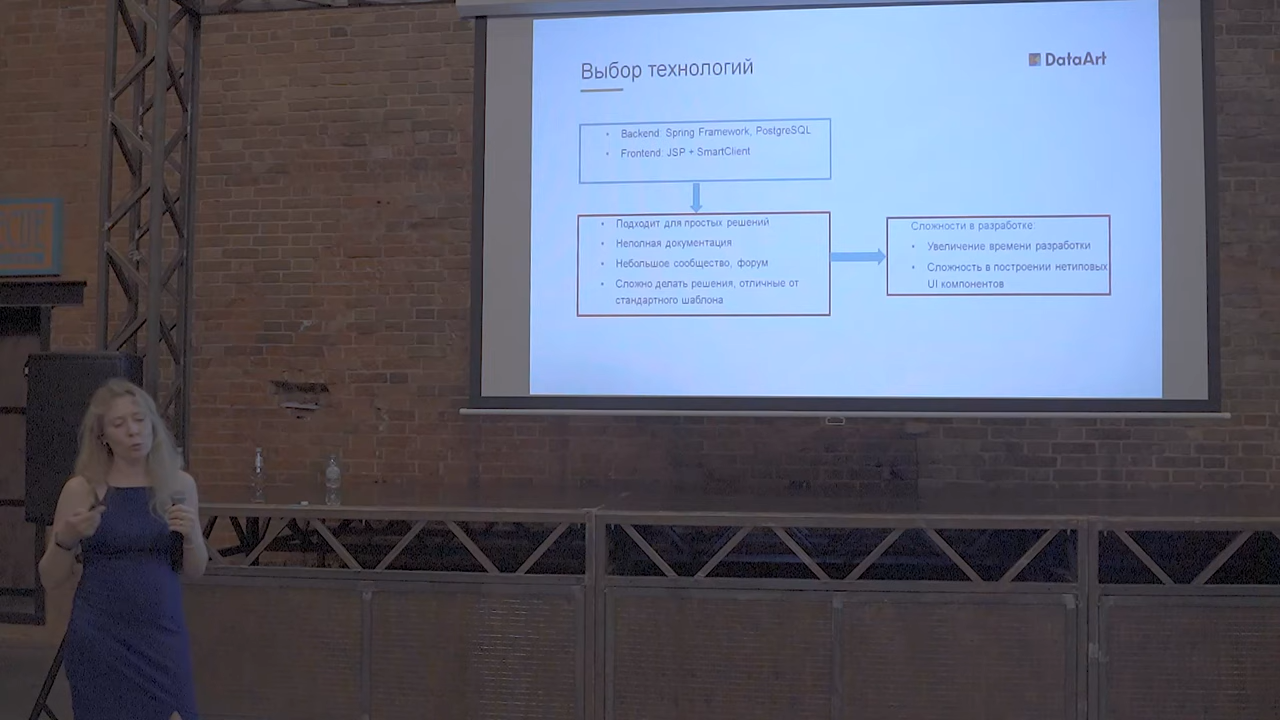 Выбор технологий
DataArt
• Backend: Spring Framework, PostgreSQL
• Frontend: JSP + SmartClient
• Подходит для простых решений
• Неполная документация
• Небольшое сообщество, форум
• Сложно делать решения, отличные от
стандартного шаблона
Сложности в разработке:
• Увеличение времени разработки
• Сложность в построении нетиповых
UI компонентов